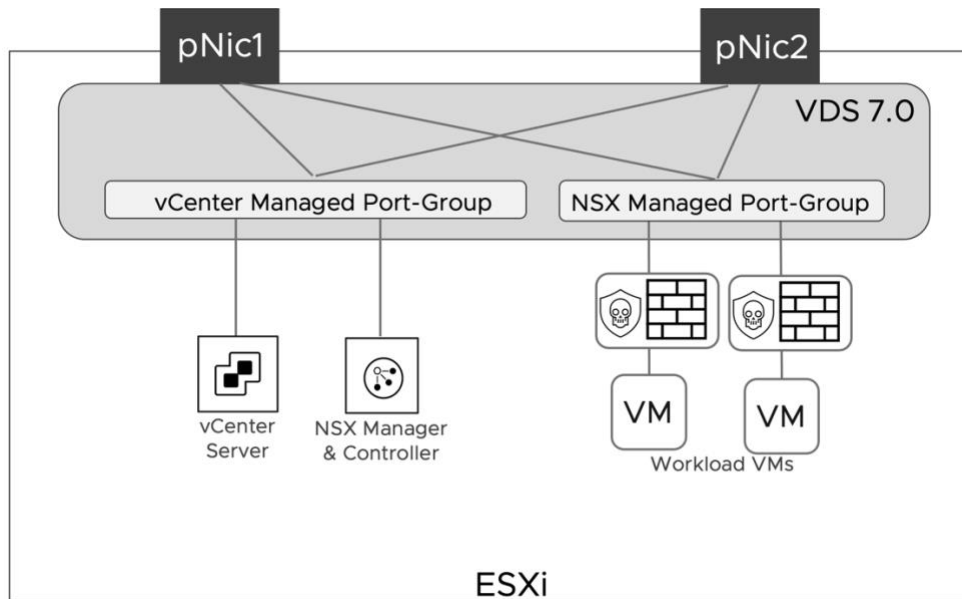 pNic1
pNic2
VDS 7.0
vCenter Managed Port-Group
NSX Managed Port-Group
vCenter
Server
NSX Manager
& Controller
VM
VM
Workload VMs
ESXi